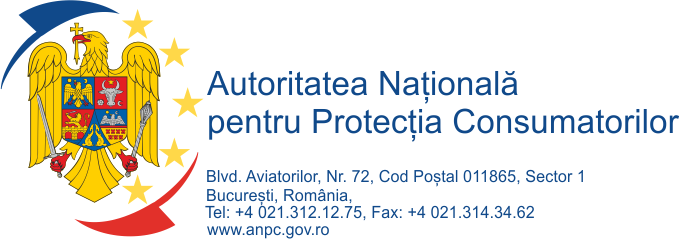 Autoritatea Națională
pentru Protecția Consumatorilor
Blvd. Aviatorilor, Nr. 72, Cod Poștal 011865, Sector 1
București, România,
Tel: +4 021.312.12.75, Fax: +4 021.314.34.62
www.anpc.gov.ro